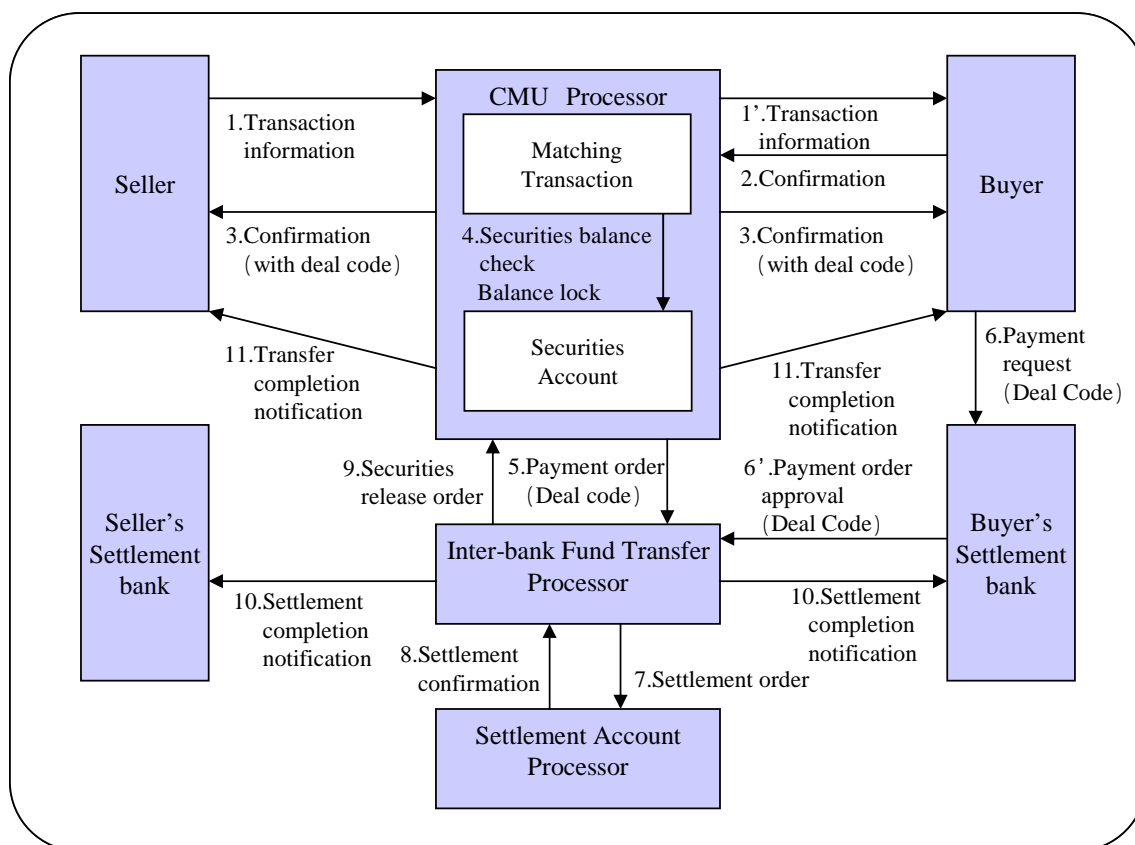 CMU Processor
1.Transaction
information
1’.Transaction
information
Matching
Transaction
Seller
2.Confirmation
Buyer
3.Confirmation
(with deal code)
4.Securities balance
check
Balance lock
3.Confirmation
(with deal code)
Securities
Account
6.Payment
request
(Deal Code)
11.Transfer
completion
notification
11.Transfer
completion
notification
9.Securities
release order
5.Payment order
(Deal code)
6’.Payment order
approval
(Deal Code)
Seller’s
Settlement
bank
Inter-bank Fund Transfer
Processor
Buyer’s
Settlement
bank
10.Settlement
completion
notification
10.Settlement
completion
notification
8.Settlement
confirmation
7.Settlement order
Settlement Account
Processor